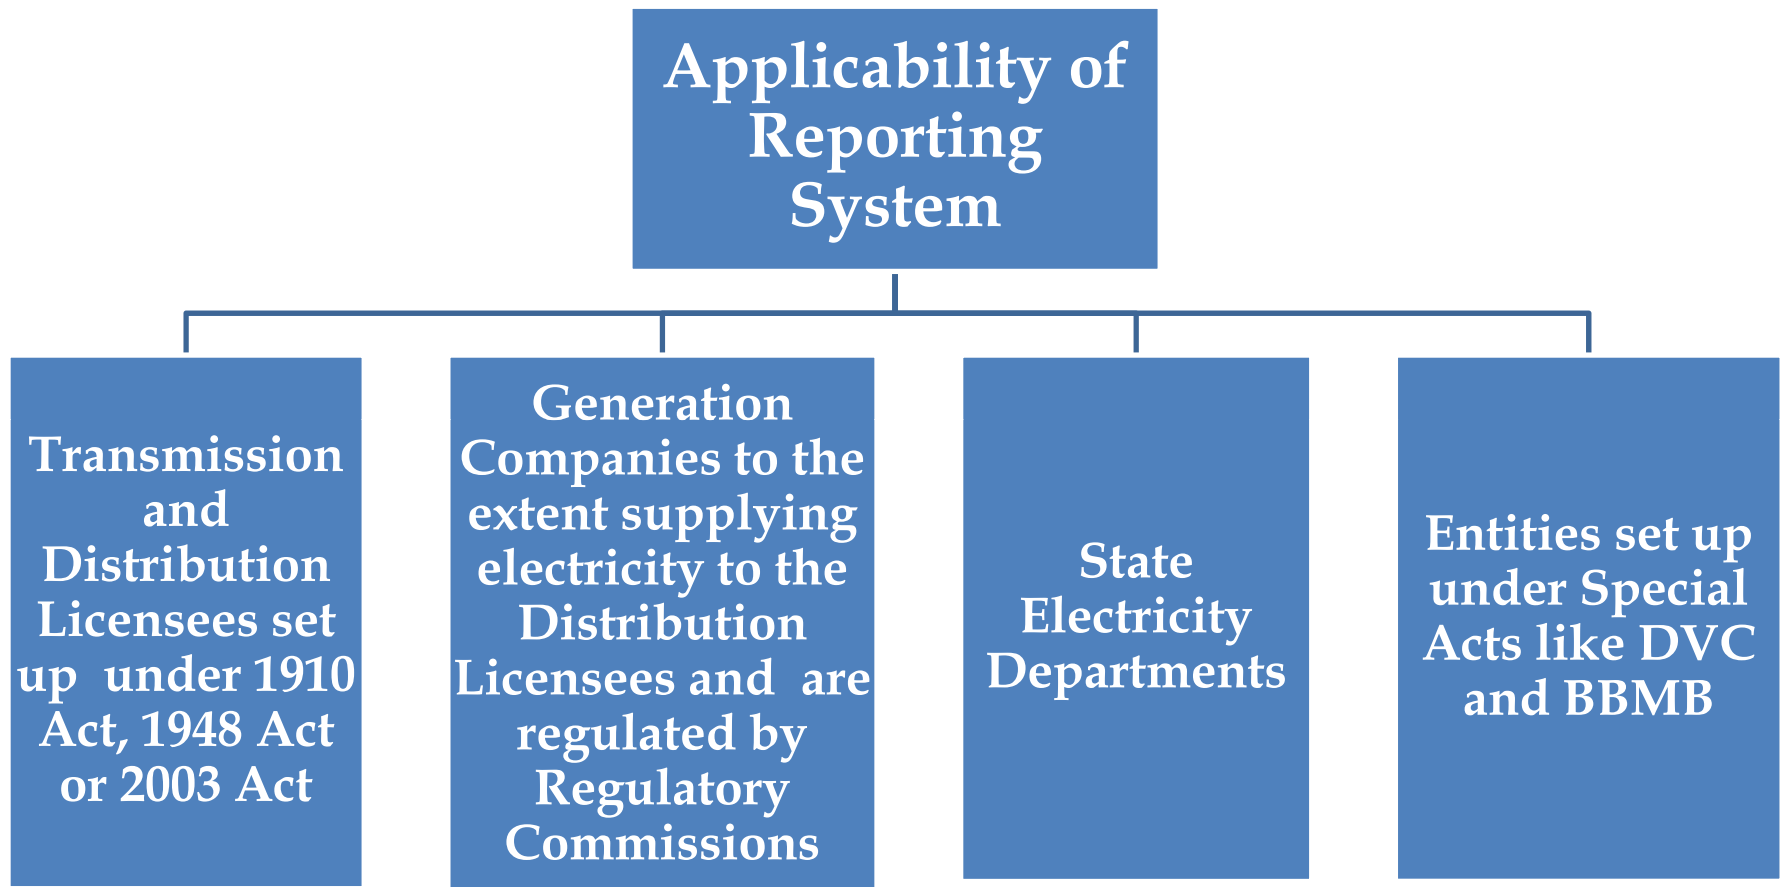 Applicability of
Reporting
System
Transmission
and
Distribution
Licensees set
up  under 1910
Act, 1948 Act
or 2003 Act
Generation
Companies to the
extent supplying
electricity to the
Distribution
Licensees and  are
regulated by
Regulatory
Commissions
State
Electricity
Departments
Entities set up
under Special
Acts like DVC
and BBMB